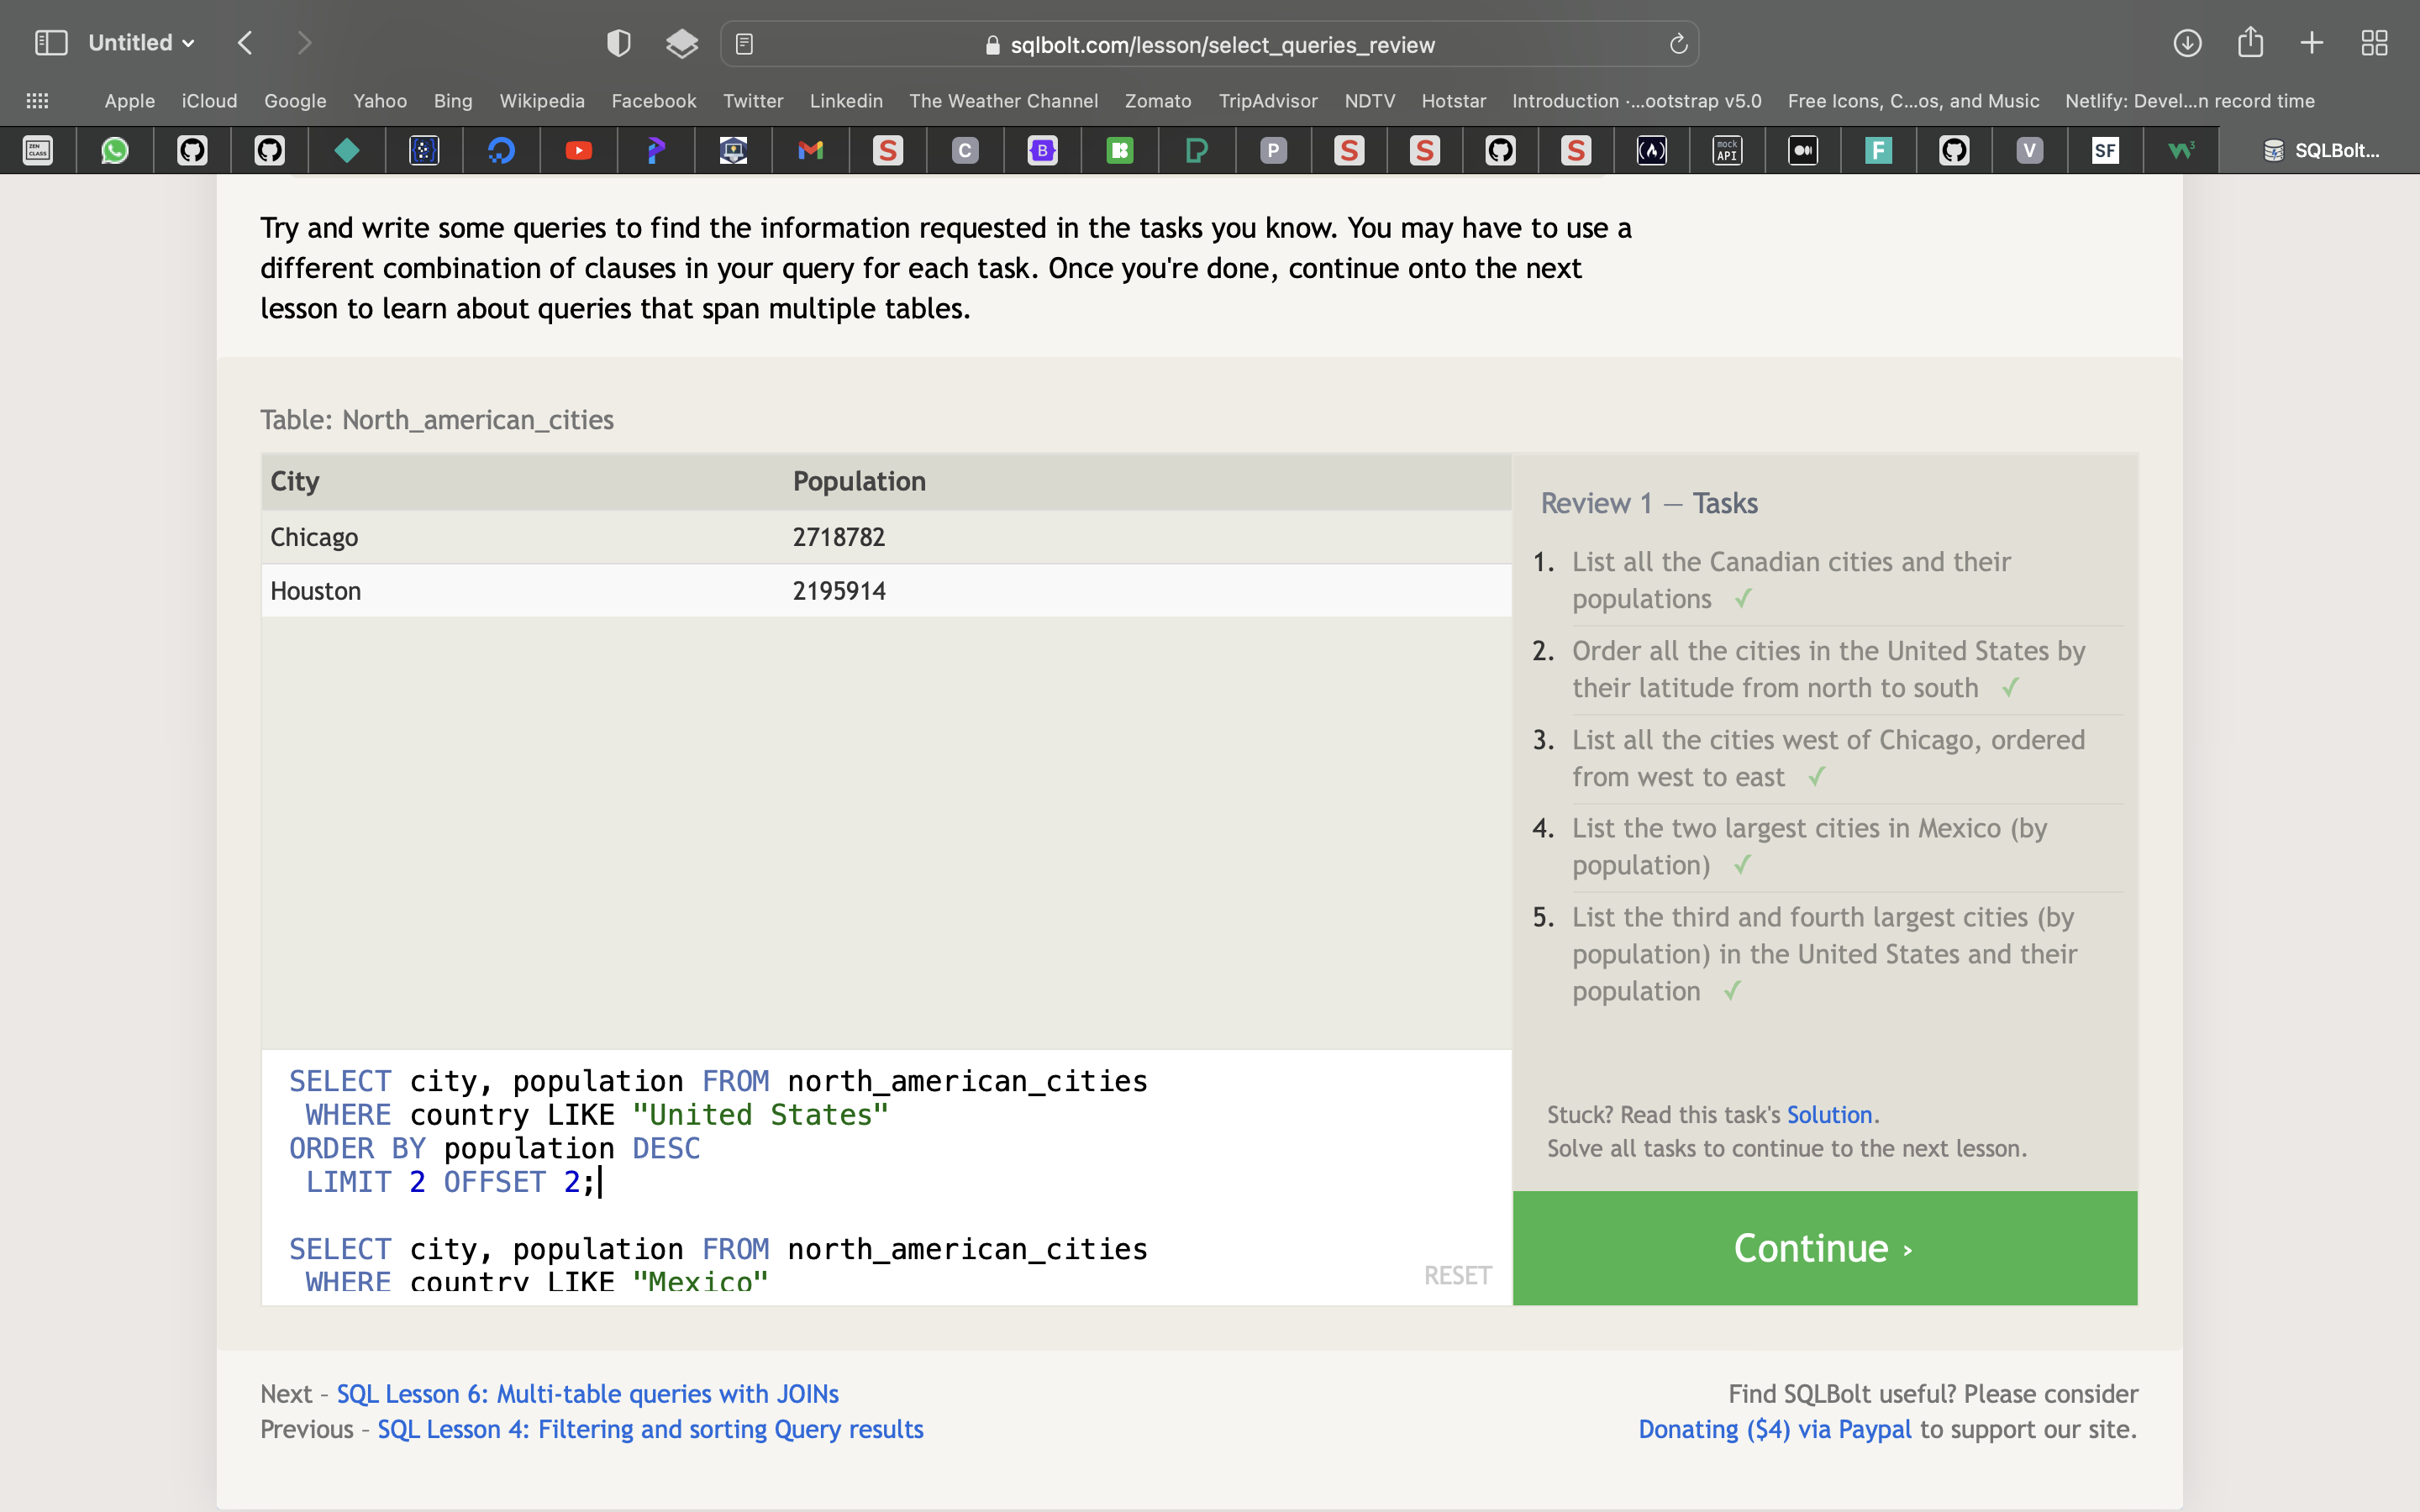 Untitled
sqlbolt.com/lesson/select_queries_review
Apple iCloud Google Yahoo Bing Wikipedia Facebook Twitter Linkedin The Weather Channel Zomato TripAdvisor NDTV Hotstar Introduction ·...ootstrap v5.0 Free Icons, C...os, and Music Netlify: Devel...n record time
ZEN CLASS S C B P S S S mock API F V SF W3 SQLBolt...
Try and write some queries to find the information requested in the tasks you know. You may have to use a
different combination of clauses in your query for each task. Once you're done, continue onto the next
lesson to learn about queries that span multiple tables.
Table: North_american_cities
City Population
Chicago 2718782
Houston 2195914
SELECT city, population FROM north_american_cities
WHERE country LIKE "United States"
ORDER BY population DESC
LIMIT 2 OFFSET 2;
SELECT city, population FROM north_american_cities
WHERE country LIKE "Mexico"
RESET
Review 1 — Tasks
1. List all the Canadian cities and their
populations ✓
2. Order all the cities in the United States by
their latitude from north to south ✓
3. List all the cities west of Chicago, ordered
from west to east ✓
4. List the two largest cities in Mexico (by
population) ✓
5. List the third and fourth largest cities (by
population) in the United States and their
population ✓
Stuck? Read this task's Solution.
Solve all tasks to continue to the next lesson.
Continue ›
Next – SQL Lesson 6: Multi-table queries with JOINs
Previous – SQL Lesson 4: Filtering and sorting Query results
Find SQLBolt useful? Please consider
Donating ($4) via Paypal to support our site.